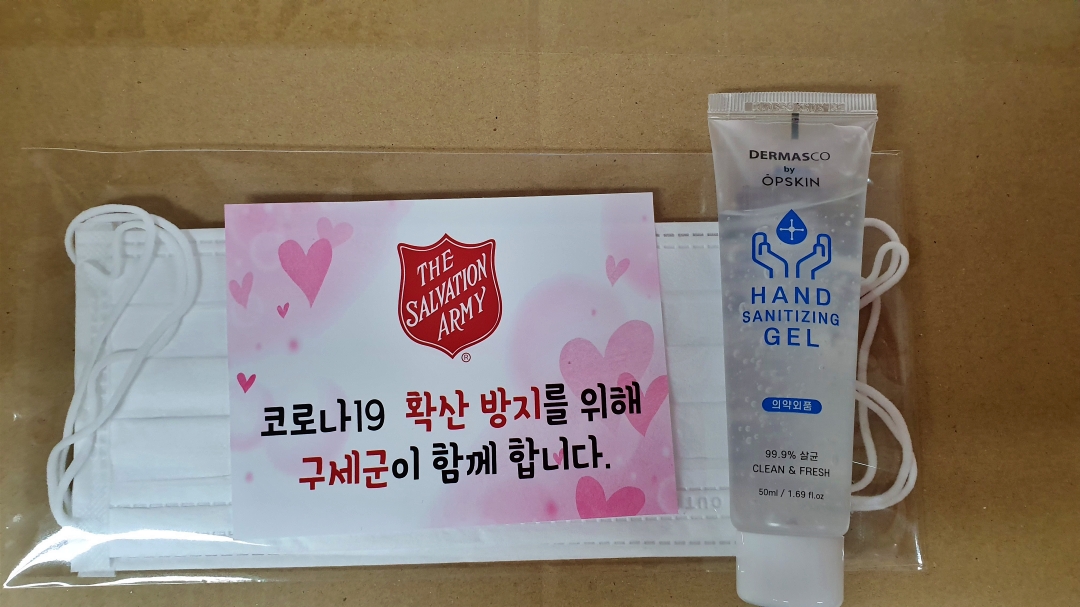 THE
SALVATION
ARMY
®
코로나19 확산 방지를 위해
구세군이 함께 합니다.
DERMASCO
by
OPSKIN
HAND
SANITIZING
GEL
의약외품
99.9% 살균
CLEAN & FRESH
50ml / 1.69 fl.oz